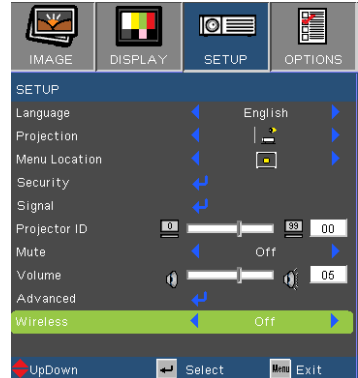 IMAGE DISPLAY SETUP OPTIONS
SETUP
Language English
Projection
Menu Location
Security
Signal
Projector ID 0 99 00
Mute Off
Volume 05
Advanced
Wireless Off
UpDown Select Menu Exit